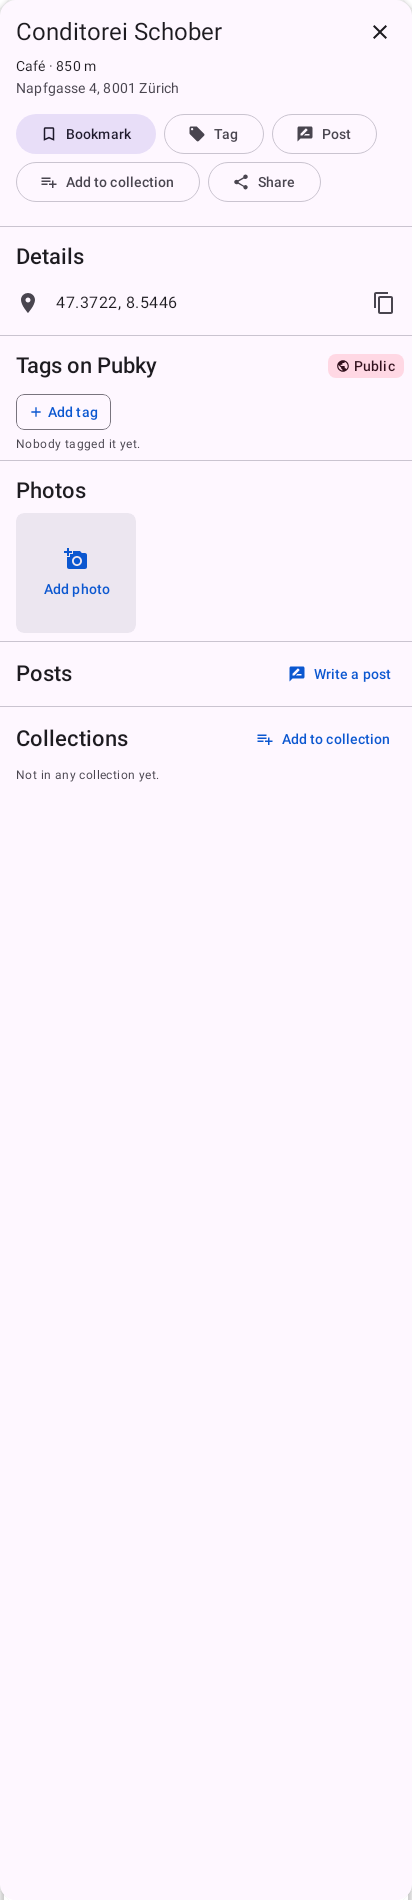 Conditorei Schober
Café · 850 m
Napfgasse 4, 8001 Zürich
Bookmark
Tag
Post
Add to collection
Share
Details
47.3722, 8.5446
Tags on Pubky
Public
Add tag
Nobody tagged it yet.
Photos
Add photo
Posts
Write a post
Collections
Add to collection
Not in any collection yet.